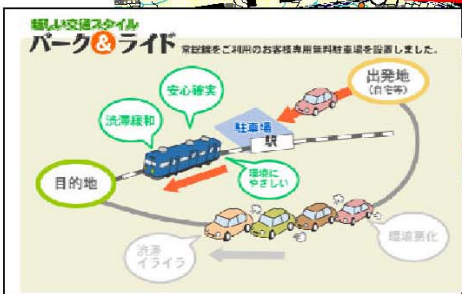 新しい交通スタイル
パーク&ライド
常総線をご利用のお客様専用無料駐車場を設置しました。
出発地
(自宅等)
安心確実
渋滞緩和
駐車場
駅
環境に
やさしい
目的地
環境悪化
渋滞
イライラ